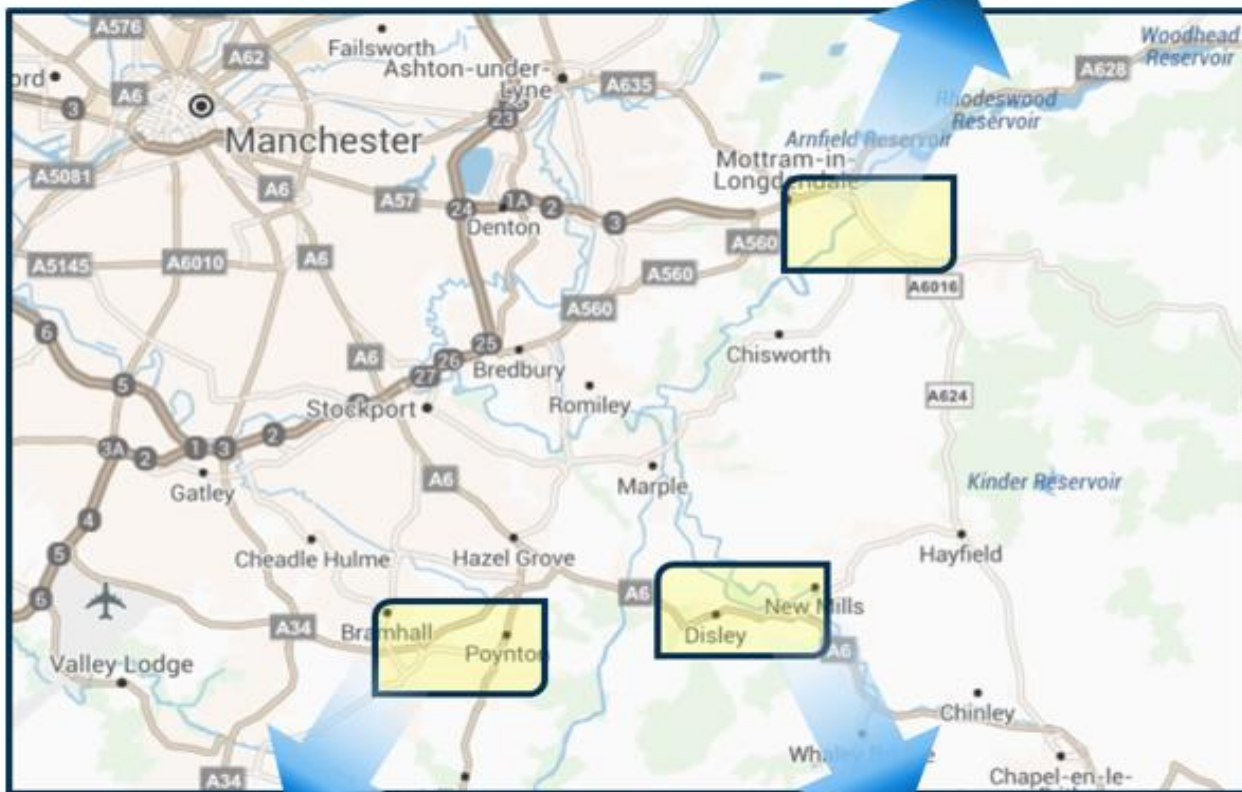 A576
A62
Failsworth
Ashton-under-
Lyne
A635
A628
Woodhead
Reservoir
ord
3
A6
Manchester
23
Rhodeswood
Reservoir
Arnfield Reservoir
Mottram-in-
Longdendale
A5081
A6
A57
24
1A
2
3
Denton
A560
A5145
A6010
A6
A560
A560
A6016
6
A6
25
26
27
Bredbury
Chisworth
5
Stockport
Romiley
A624
3A
2
1
3
2
Gatley
A6
Marple
Kinder Reservoir
4
5
Cheadle Hulme
Hazel Grove
Hayfield
6
A6
New Mills
A34
Bramhall
Disley
Poynton
A6
Valley Lodge
Chinley
Whaley
A34
Chapel-en-le-